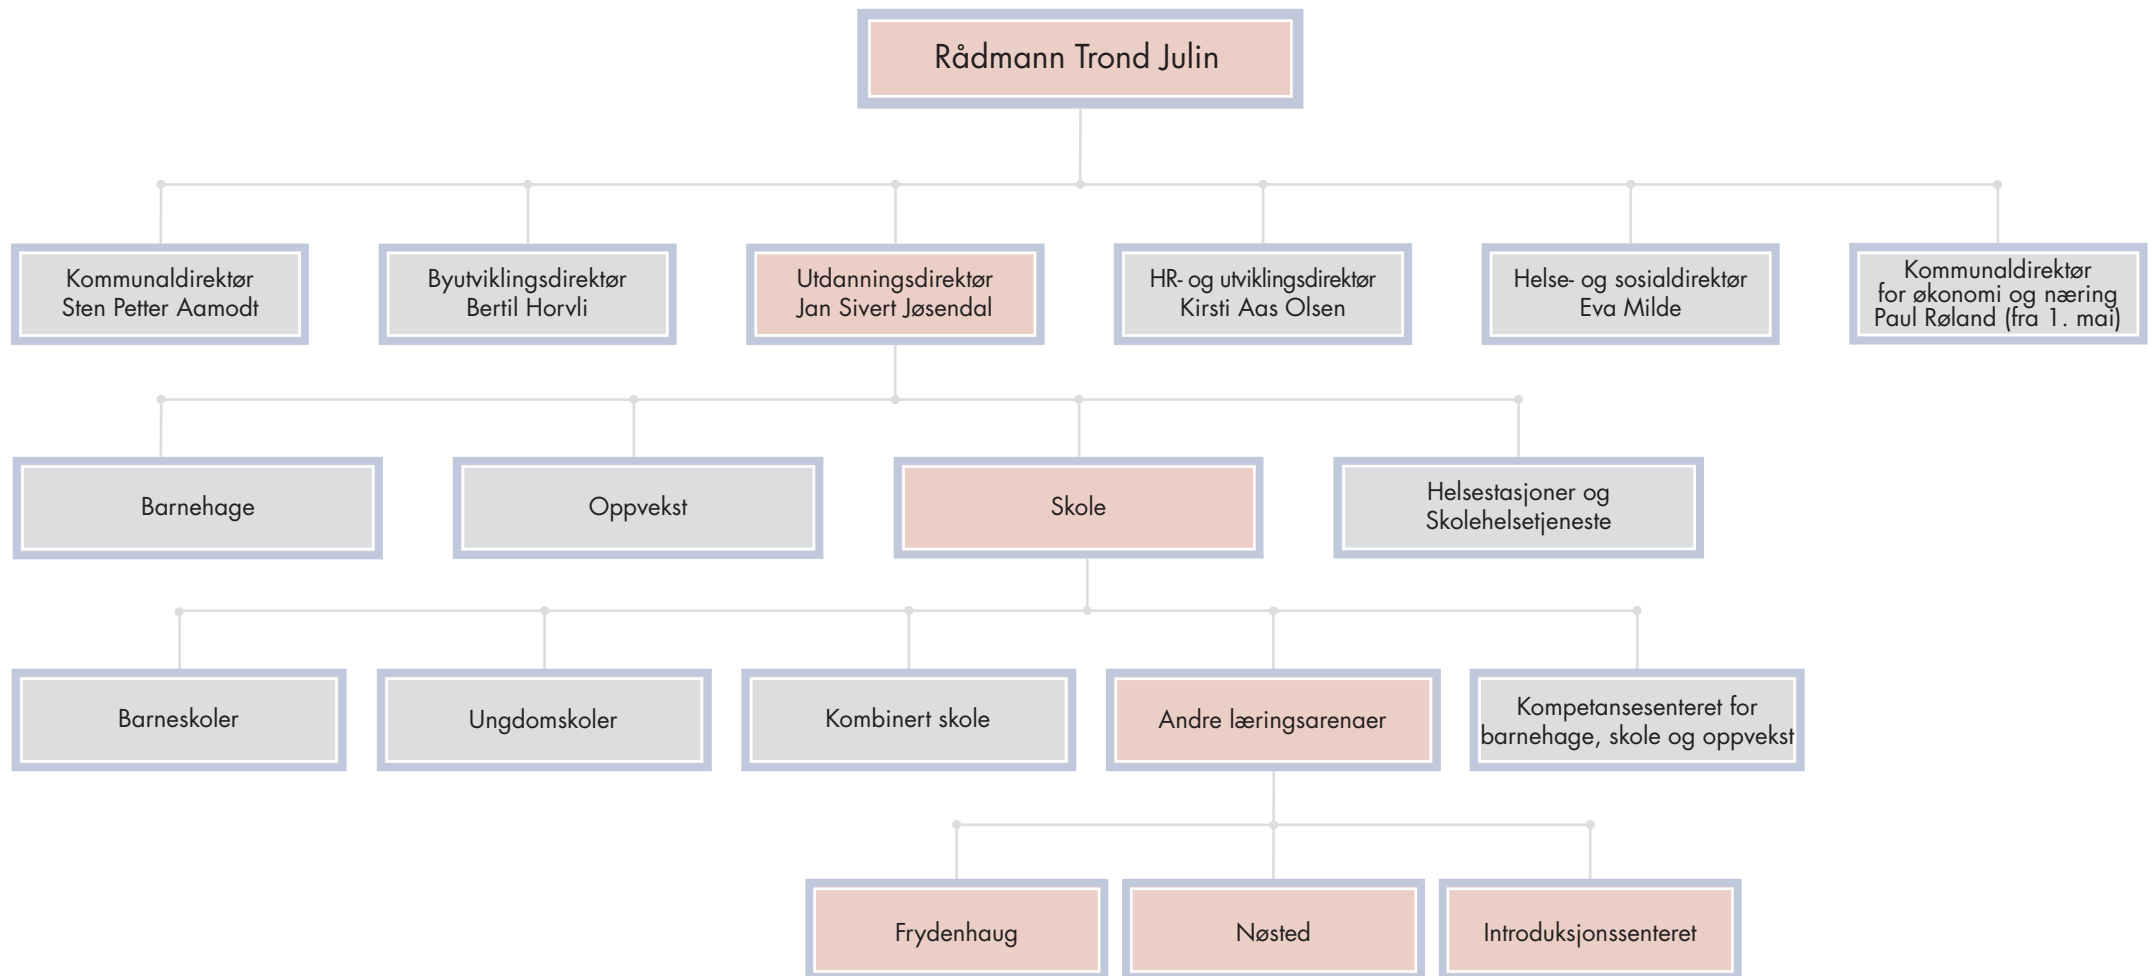 Rådmann Trond Julin
Kommunaldirektør
Sten Petter Aamodt
Byutviklingsdirektør
Bertil Horvli
Utdanningsdirektør
Jan Sivert Jøsendal
HR- og utviklingsdirektør
Kirsti Aas Olsen
Helse- og sosialdirektør
Eva Milde
Kommunaldirektør
for økonomi og næring
Paul Røland (fra 1. mai)
Barnehage
Oppvekst
Skole
Helsestasjoner og
Skolehelsetjeneste
Barneskoler
Ungdomskoler
Kombinert skole
Andre læringsarenaer
Kompetansesenteret for
barnehage, skole og oppvekst
Frydenhaug
Nøsted
Introduksjonssenteret